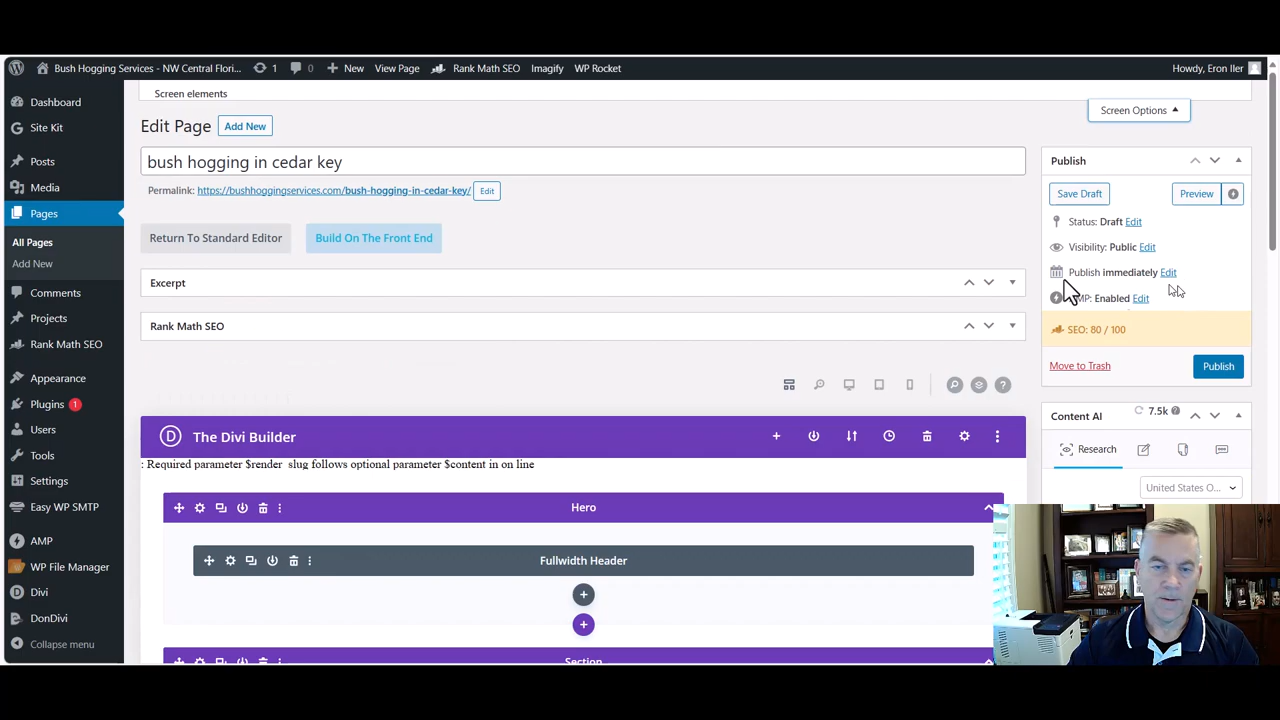 Bush Hogging Services - NW Central Flori...
1
0
New
View Page
Rank Math SEO
Imagify
WP Rocket
Howdy, Eron Iler
Dashboard
Site Kit
Posts
Media
Pages
All Pages
Add New
Comments
Projects
Rank Math SEO
Appearance
Plugins 1
Users
Tools
Settings
Easy WP SMTP
AMP
WP File Manager
Divi
DonDivi
Collapse menu
Screen elements
Screen Options
Edit Page
Add New
bush hogging in cedar key
Permalink: https://bushhoggingservices.com/bush-hogging-in-cedar-key/ Edit
Return To Standard Editor
Build On The Front End
Excerpt
Rank Math SEO
The Divi Builder
: Required parameter $render_slug follows optional parameter $content in on line
Hero
Fullwidth Header
Section
Publish
Save Draft
Preview
Status: Draft Edit
Visibility: Public Edit
Publish immediately Edit
Enabled Edit
SEO: 80 / 100
Move to Trash
Publish
Content AI
7.5k
Research
United States O...